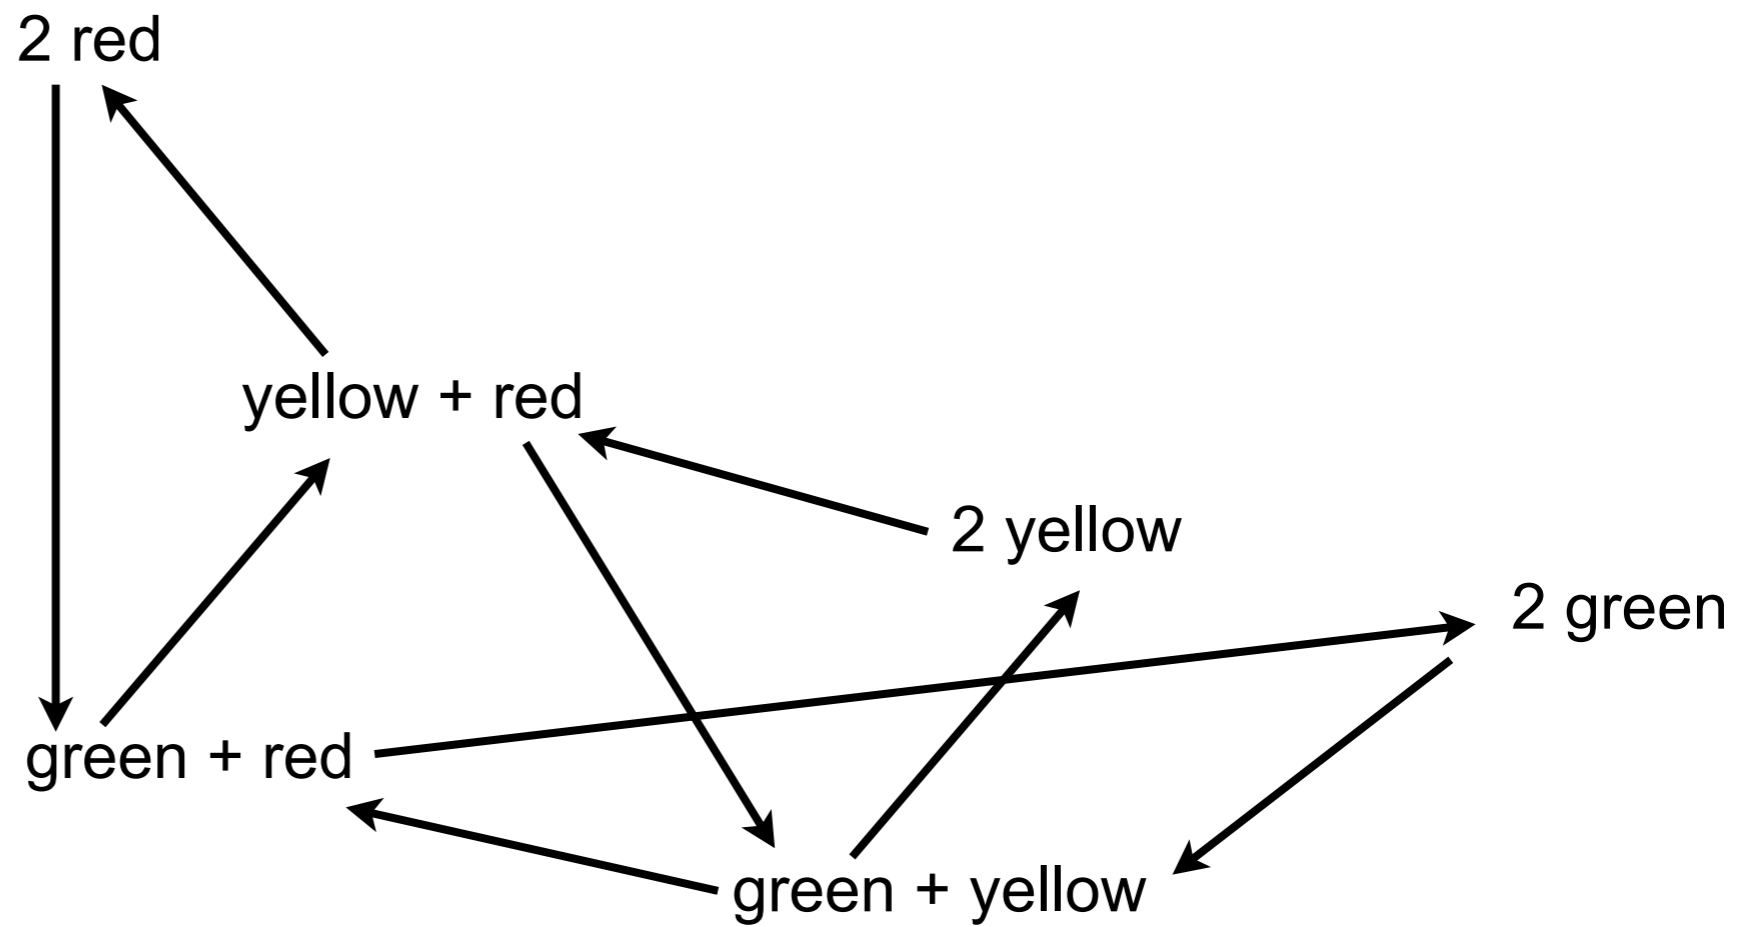 2 red
yellow + red
2 yellow
2 green
green + red
green + yellow